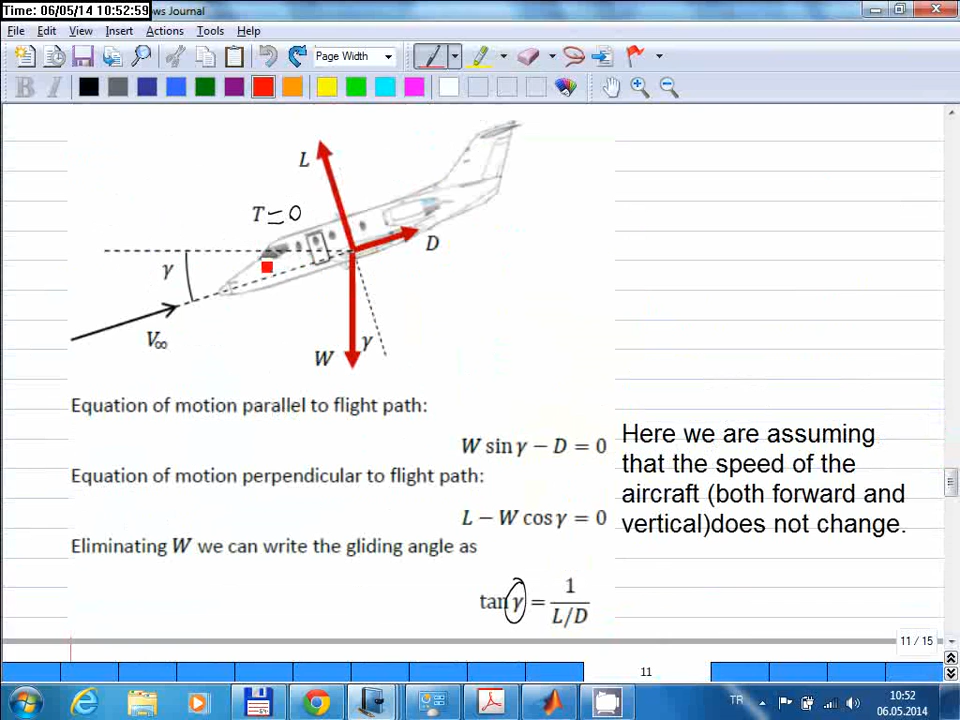 Time: 06/05/14 10:52:59
ws Journal
File Edit View Insert Actions Tools Help
Page Width
B I
L
T = 0
D
γ
V∞
γ
W
Equation of motion parallel to flight path:
W sin γ − D = 0
Equation of motion perpendicular to flight path:
L − W cos γ = 0
Eliminating W we can write the gliding angle as
tan γ = 1 / L/D
Here we are assuming
that the speed of the
aircraft (both forward and
vertical)does not change.
11 / 15
11
TR
10:52
06.05.2014